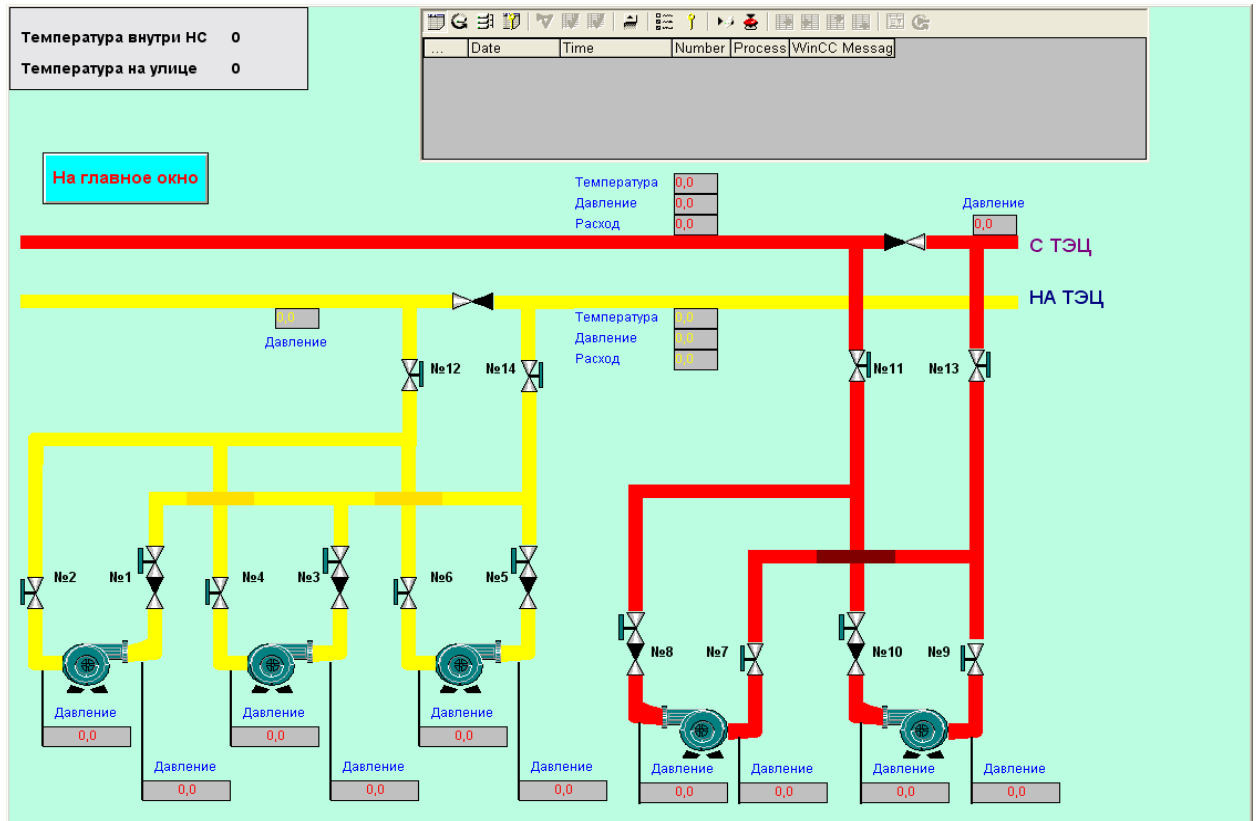 Температура внутри НС 0
Температура на улице 0
... Date Time Number Process WinCC Messag
На главное окно
Температура 0,0
Давление 0,0
Расход 0,0
Давление
0,0
С ТЭЦ
НА ТЭЦ
0,0
Давление
Температура 0,0
Давление 0,0
Расход 0,0
№12 №14 №11 №13
№2 №1 №4 №3 №6 №5
№8 №7 №10 №9
Давление Давление Давление
0,0 0,0 0,0
Давление Давление Давление Давление Давление Давление Давление
0,0 0,0 0,0 0,0 0,0 0,0 0,0